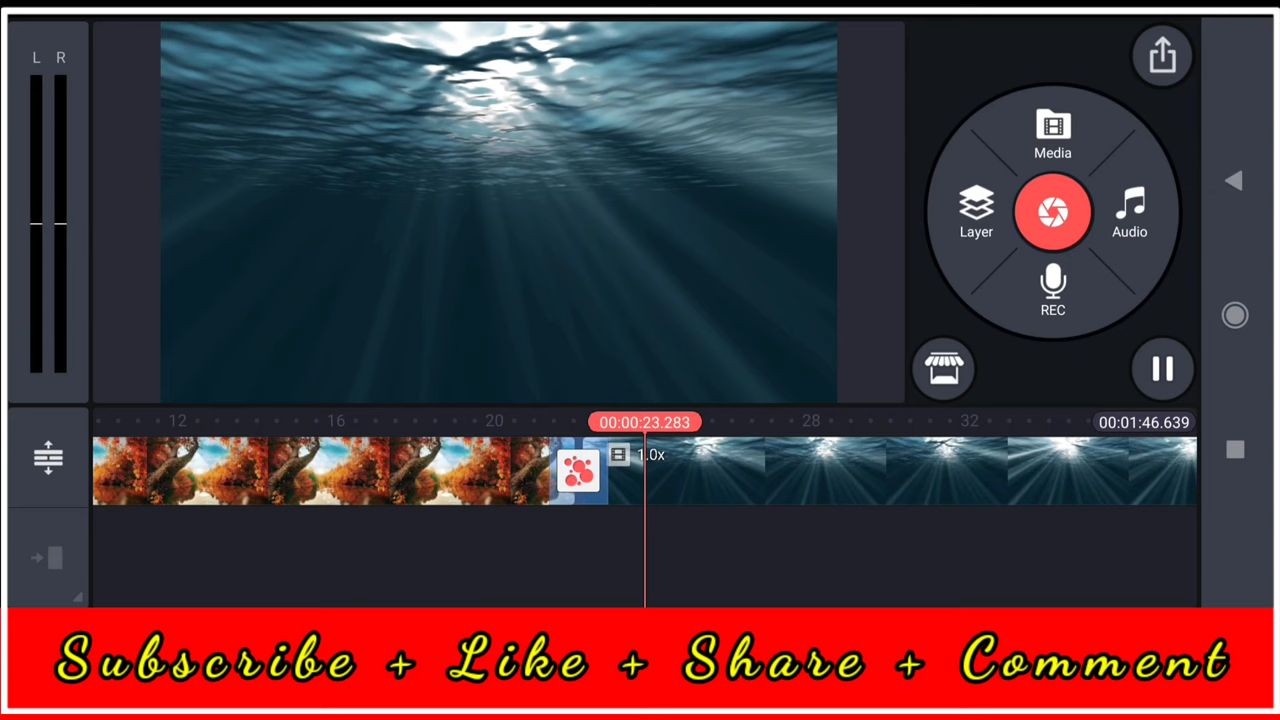 L R
Media
Layer
Audio
REC
12 16 20 00:00:23.283 28 32 00:01:46.639
1.0x
Subscribe + Like + Share + Comment